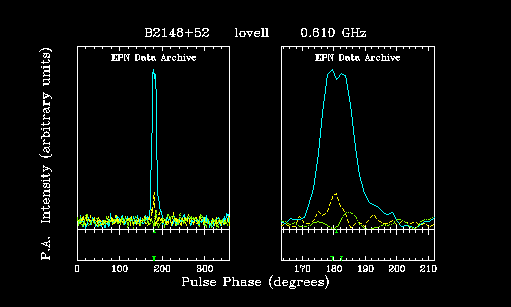 B2148+52 lovell 0.610 GHz
EPN Data Archive EPN Data Archive
P.A. Intensity (arbitrary units)
0 100 200 300 170 180 190 200 210
Pulse Phase (degrees)